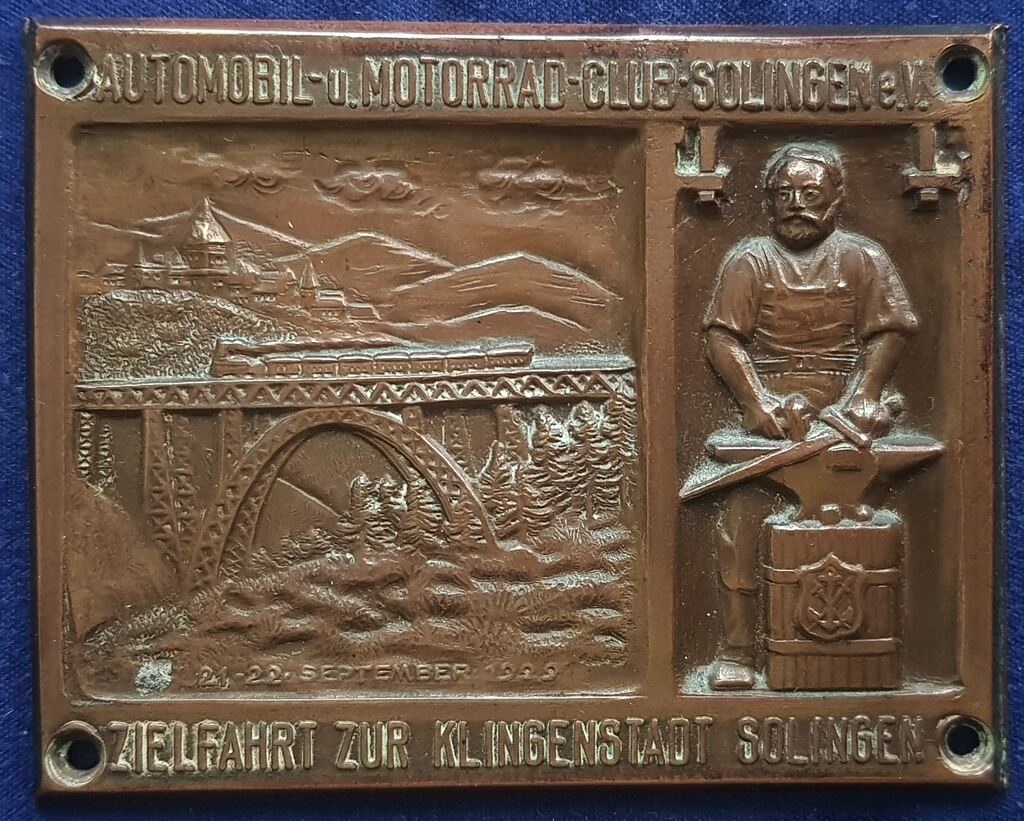 AUTOMOBIL-u.MOTORRAD-CLUB·SOLINGEN e.V.
21-22. SEPTEMBER
ZIELFAHRT ZUR KLINGENSTADT SOLINGEN